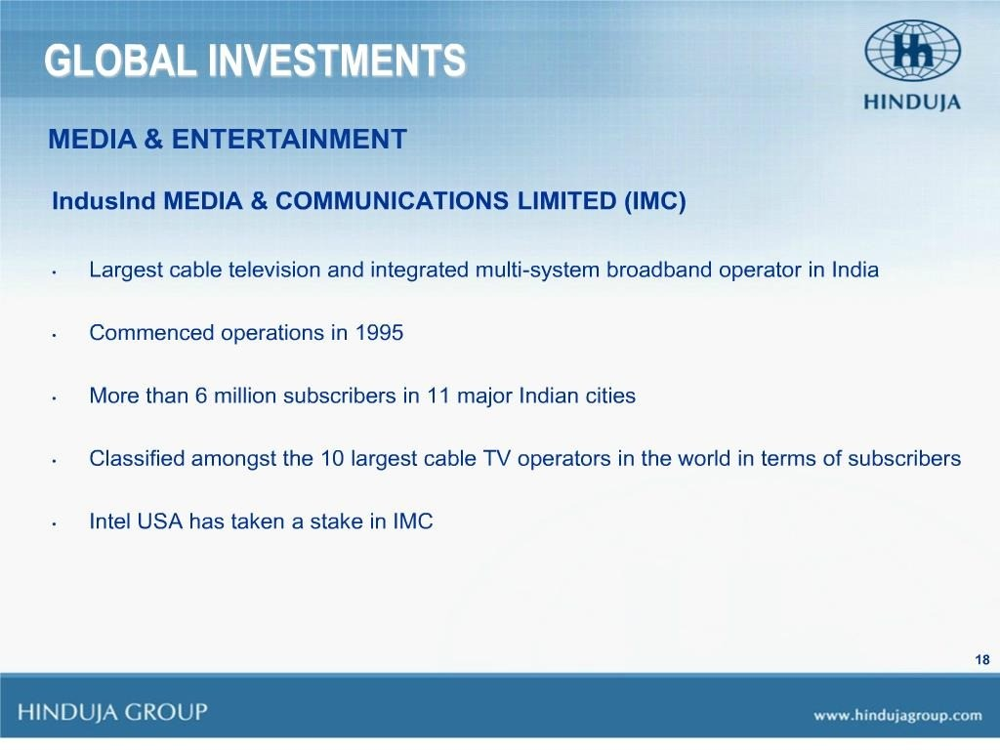 GLOBAL INVESTMENTS
HINDUJA
MEDIA & ENTERTAINMENT
IndusInd MEDIA & COMMUNICATIONS LIMITED (IMC)
• Largest cable television and integrated multi-system broadband operator in India
• Commenced operations in 1995
• More than 6 million subscribers in 11 major Indian cities
• Classified amongst the 10 largest cable TV operators in the world in terms of subscribers
• Intel USA has taken a stake in IMC
18
HINDUJA GROUP
www.hindujagroup.com